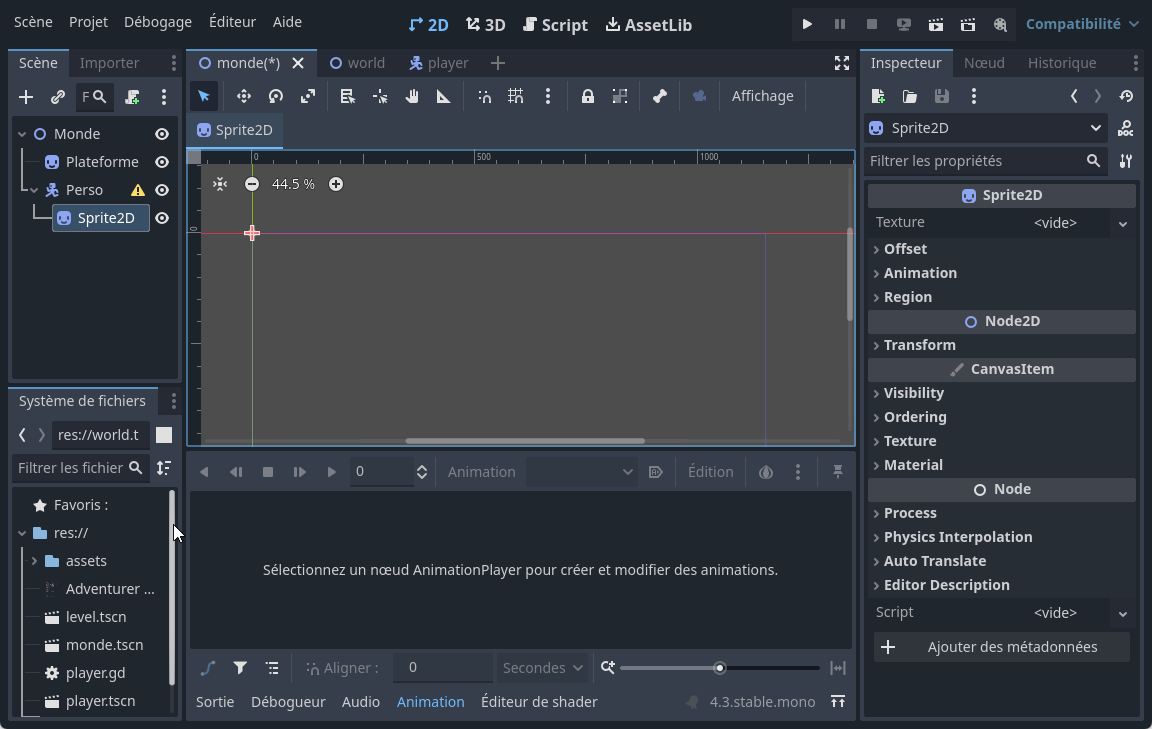 Scène Projet Débogage Éditeur Aide 2D 3D Script AssetLib Compatibilité
Scène Importer
F
Monde
Plateforme
Perso
Sprite2D
Système de fichiers
res://world.t
Filtrer les fichier
Favoris :
res://
assets
Adventurer ...
level.tscn
monde.tscn
player.gd
player.tscn
monde(*) world player
Affichage
Sprite2D
0 500 1000
44.5 %
0
0 Animation Édition
Sélectionnez un nœud AnimationPlayer pour créer et modifier des animations.
Aligner : 0 Secondes
Sortie Débogueur Audio Animation Éditeur de shader 4.3.stable.mono
Inspecteur Nœud Historique
Sprite2D
Filtrer les propriétés
Sprite2D
Texture <vide>
Offset
Animation
Region
Node2D
Transform
CanvasItem
Visibility
Ordering
Texture
Material
Node
Process
Physics Interpolation
Auto Translate
Editor Description
Script <vide>
Ajouter des métadonnées